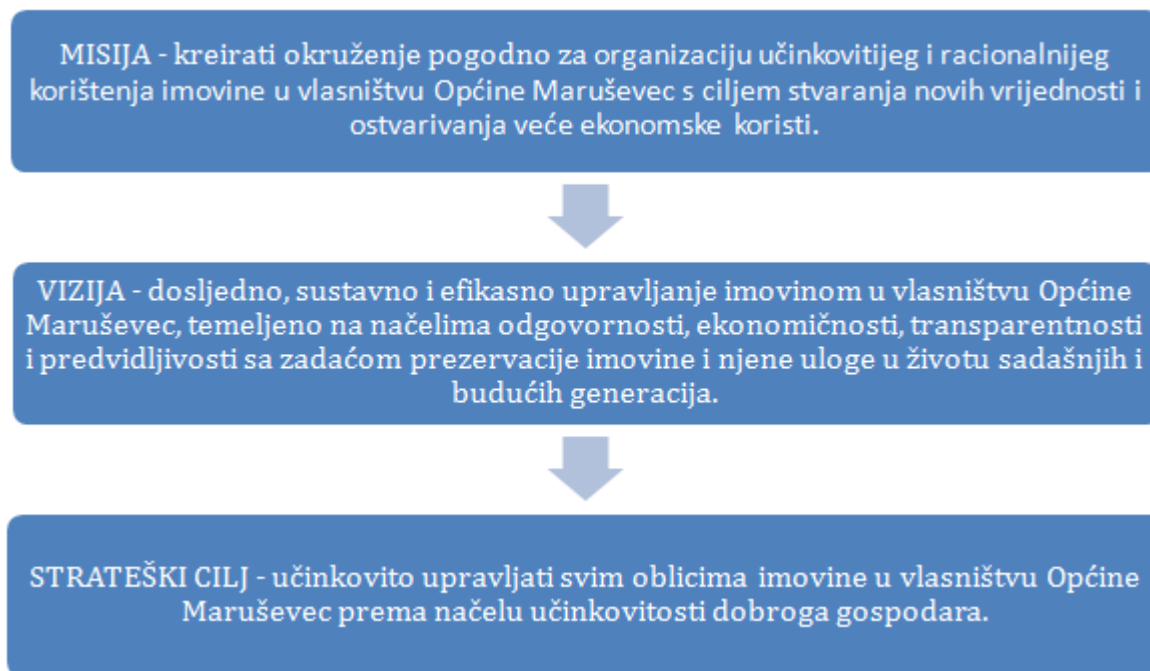 MISIJA - kreirati okruženje pogodno za organizaciju učinkovitijeg i racionalnijeg
korištenja imovine u vlasništvu Općine Maruševec s ciljem stvaranja novih vrijednosti i
ostvarivanja veće ekonomske koristi.
VIZIJA - dosljedno, sustavno i efikasno upravljanje imovinom u vlasništvu Općine
Maruševec, temeljeno na načelima odgovornosti, ekonomičnosti, transparentnosti
i predvidljivosti sa zadaćom prezervacije imovine i njene uloge u životu sadašnjih i
budućih generacija.
STRATEŠKI CILJ - učinkovito upravljati svim oblicima imovine u vlasništvu Općine
Maruševec prema načelu učinkovitosti dobroga gospodara.